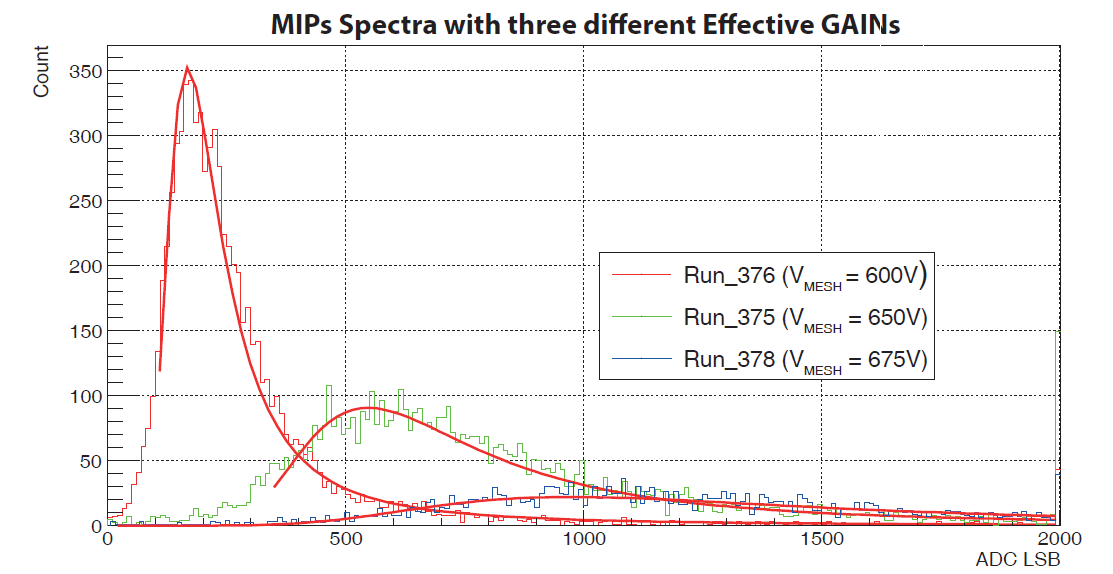 MIPs Spectra with three different Effective GAINs
Count
350
300
250
200
150
100
50
0
Run_376 (VMESH = 600V)
Run_375 (VMESH = 650V)
Run_378 (VMESH = 675V)
0 500 1000 1500 2000
ADC LSB